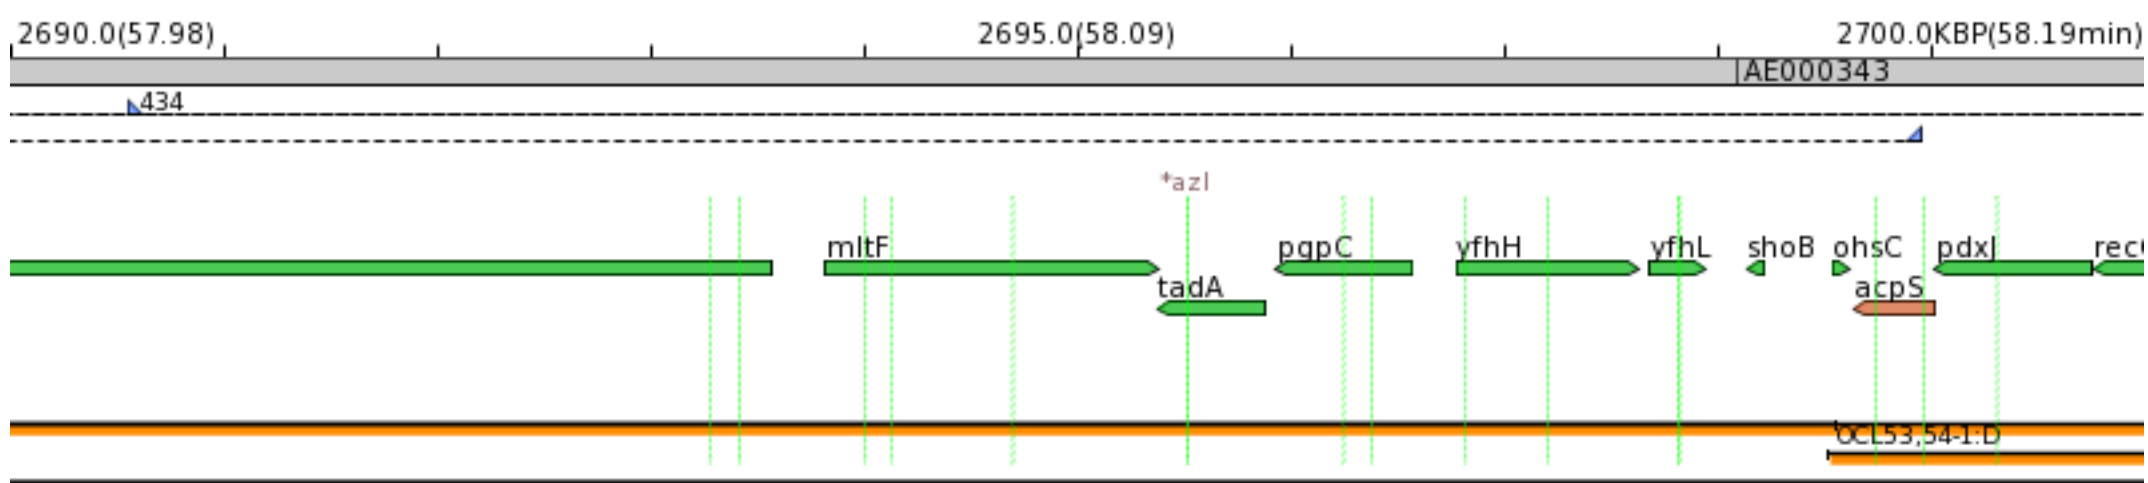 2690.0(57.98) 2695.0(58.09) 2700.0KBP(58.19min)
AE000343
434
*azl
mltF pgpC yfhH yfhL shoB ohsC pdxJ rec
tadA acpS
OCL53,54-1:D